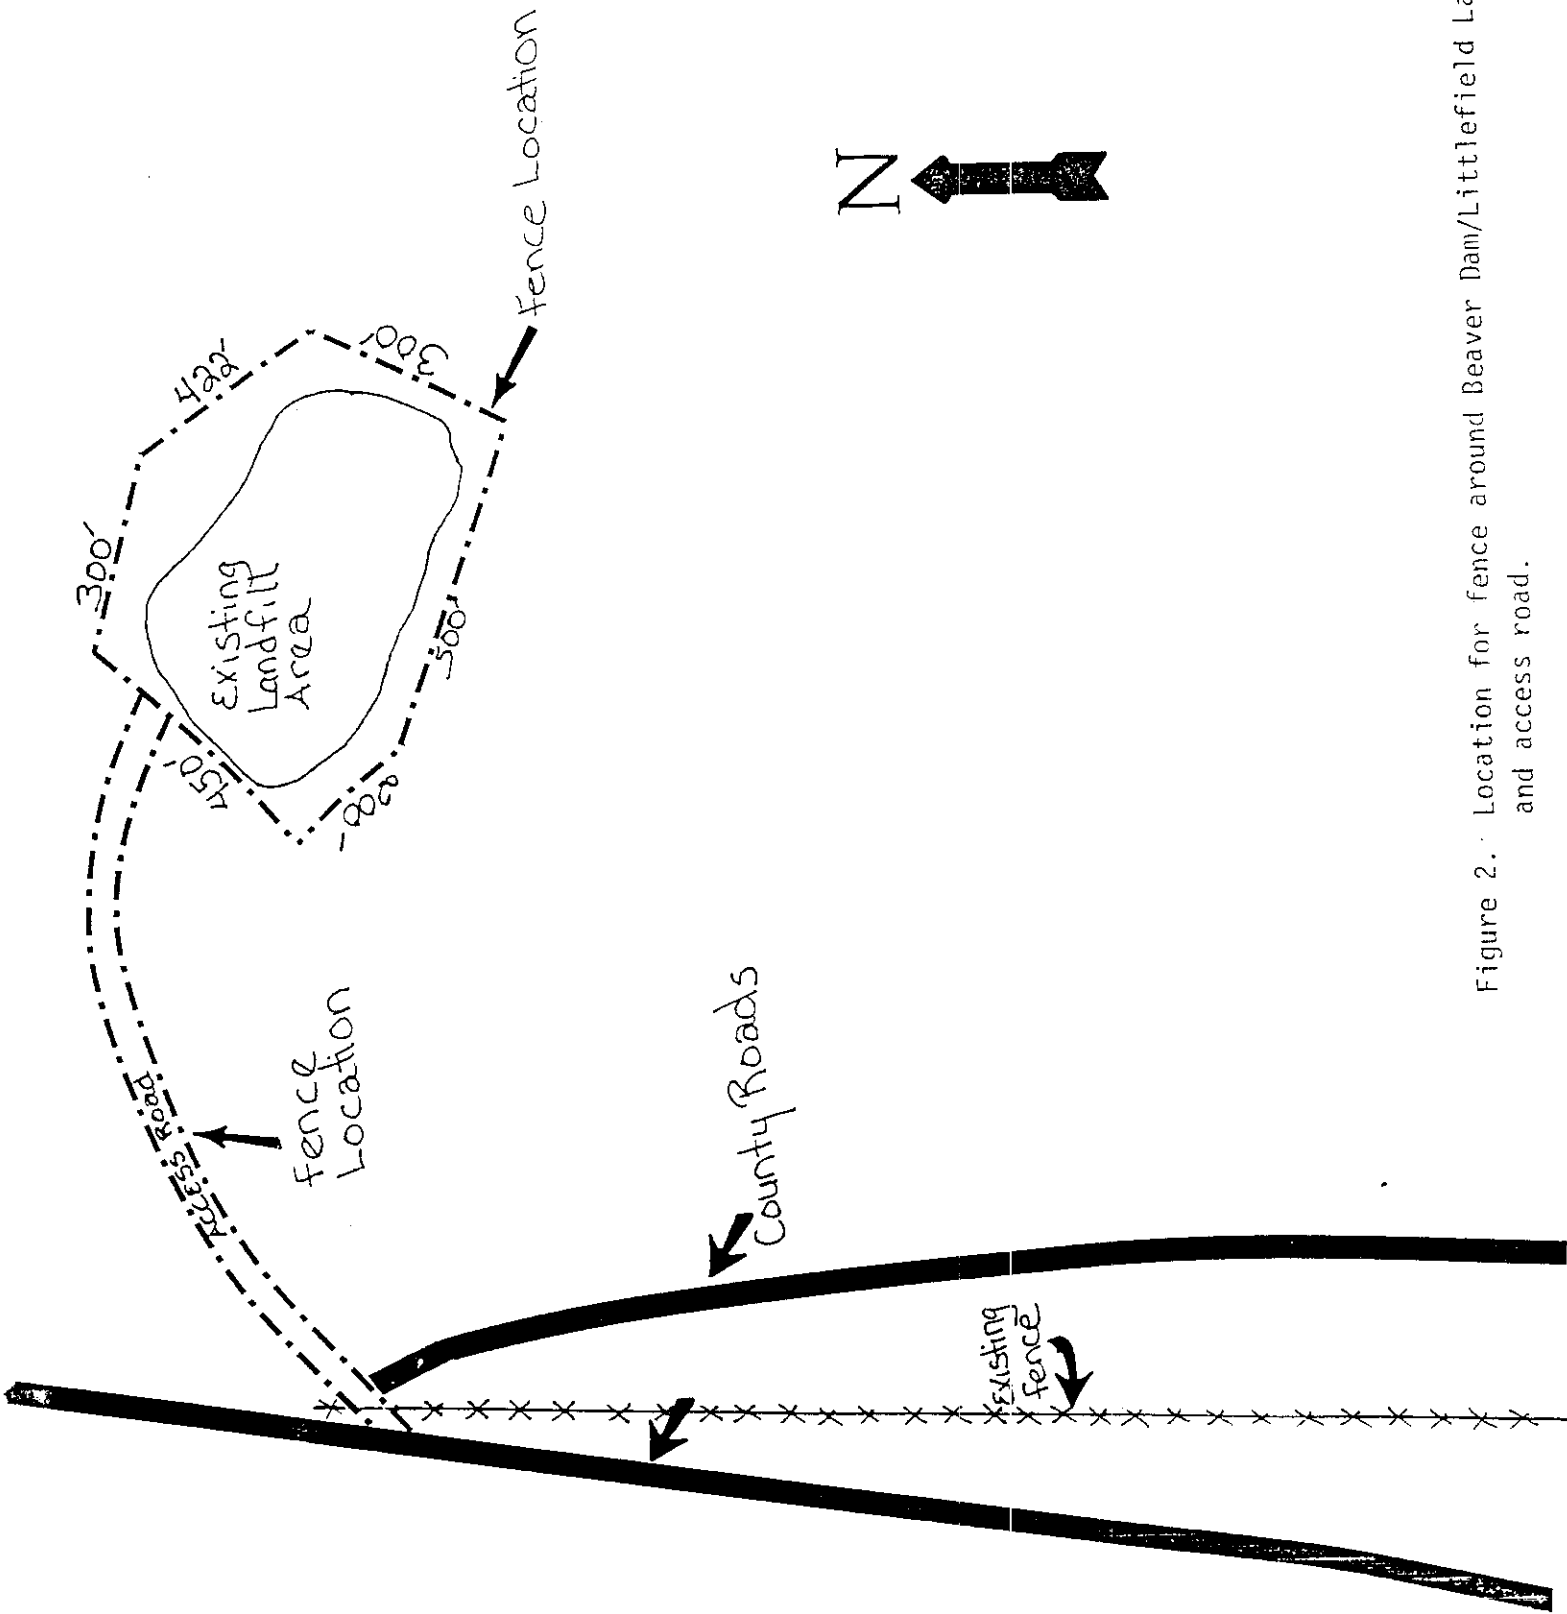 300'
422'
300'
Fence Location
500'
200'
450'
Existing
Landfill
Area
Access Road
Fence
Location
County Roads
Existing
fence
N
Figure 2. Location for fence around Beaver Dam/Littlefield La
and access road.